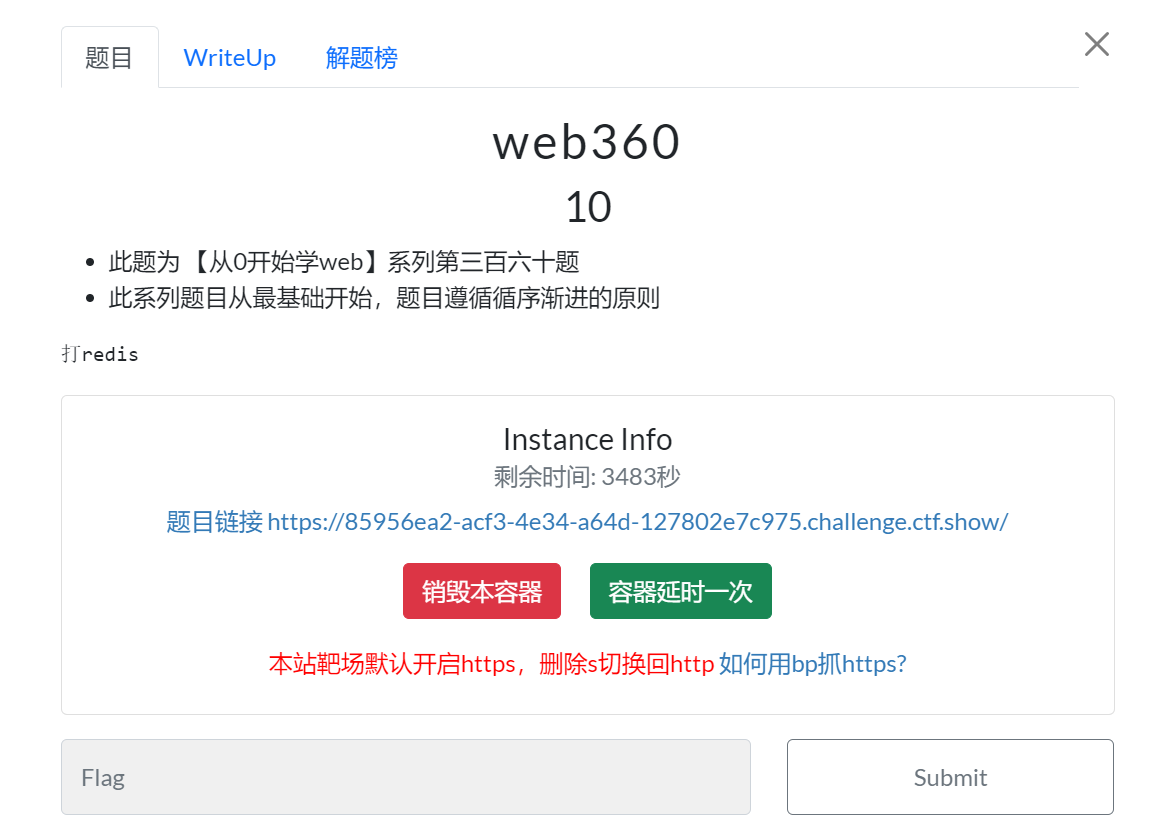 题目 WriteUp 解题榜
web360
10
此题为 【从0开始学web】系列第三百六十题
此系列题目从最基础开始，题目遵循循序渐进的原则
打redis
Instance Info
剩余时间: 3483秒
题目链接 https://85956ea2-acf3-4e34-a64d-127802e7c975.challenge.ctf.show/
销毁本容器 容器延时一次
本站靶场默认开启https，删除s切换回http 如何用bp抓https?
Flag Submit